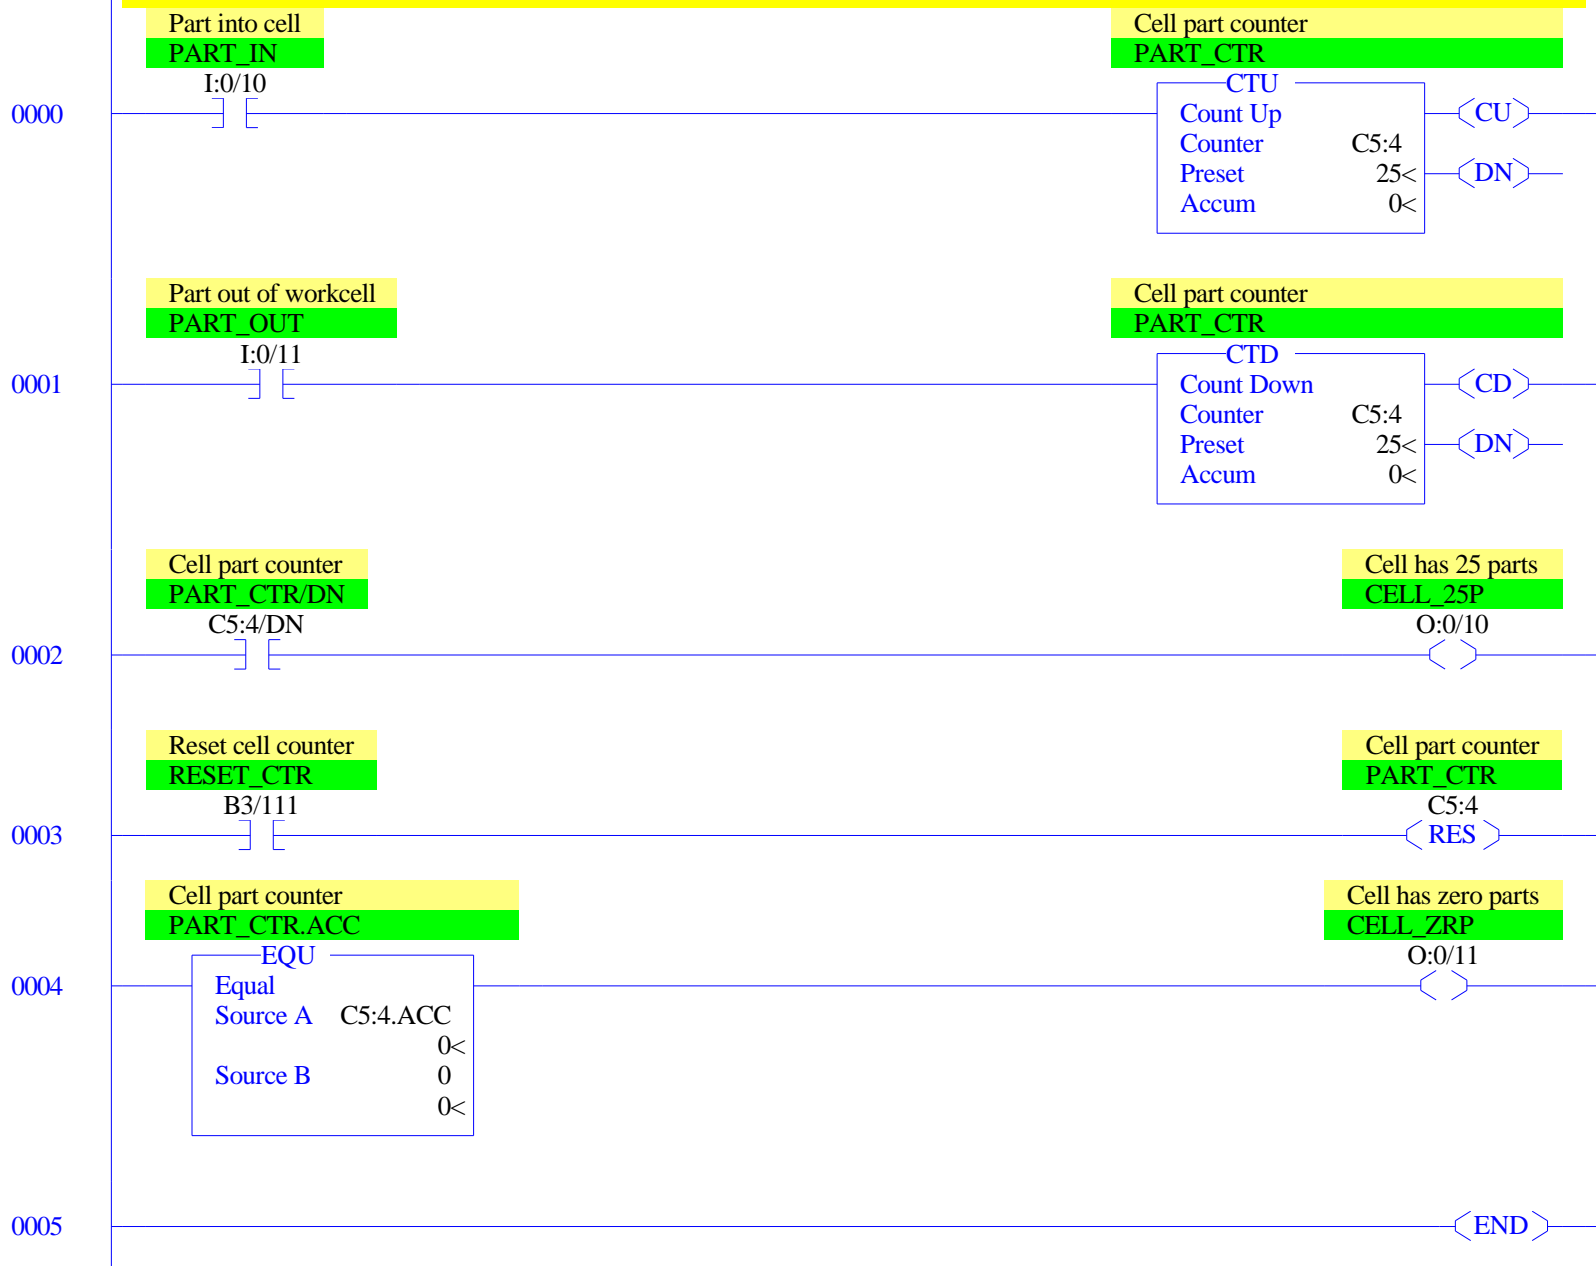 Part into cell
PART_IN
I:0/10
Cell part counter
PART_CTR
CTU
0000
Count Up
CU
Counter C5:4
Preset 25<
DN
Accum 0<
Part out of workcell
PART_OUT
I:0/11
Cell part counter
PART_CTR
CTD
0001
Count Down
CD
Counter C5:4
Preset 25<
DN
Accum 0<
Cell part counter
PART_CTR/DN
C5:4/DN
Cell has 25 parts
CELL_25P
O:0/10
0002
Reset cell counter
RESET_CTR
B3/111
Cell part counter
PART_CTR
C5:4
0003
RES
Cell part counter
PART_CTR.ACC
EQU
Cell has zero parts
CELL_ZRP
O:0/11
0004
Equal
Source A C5:4.ACC
0<
Source B 0
0<
0005
END